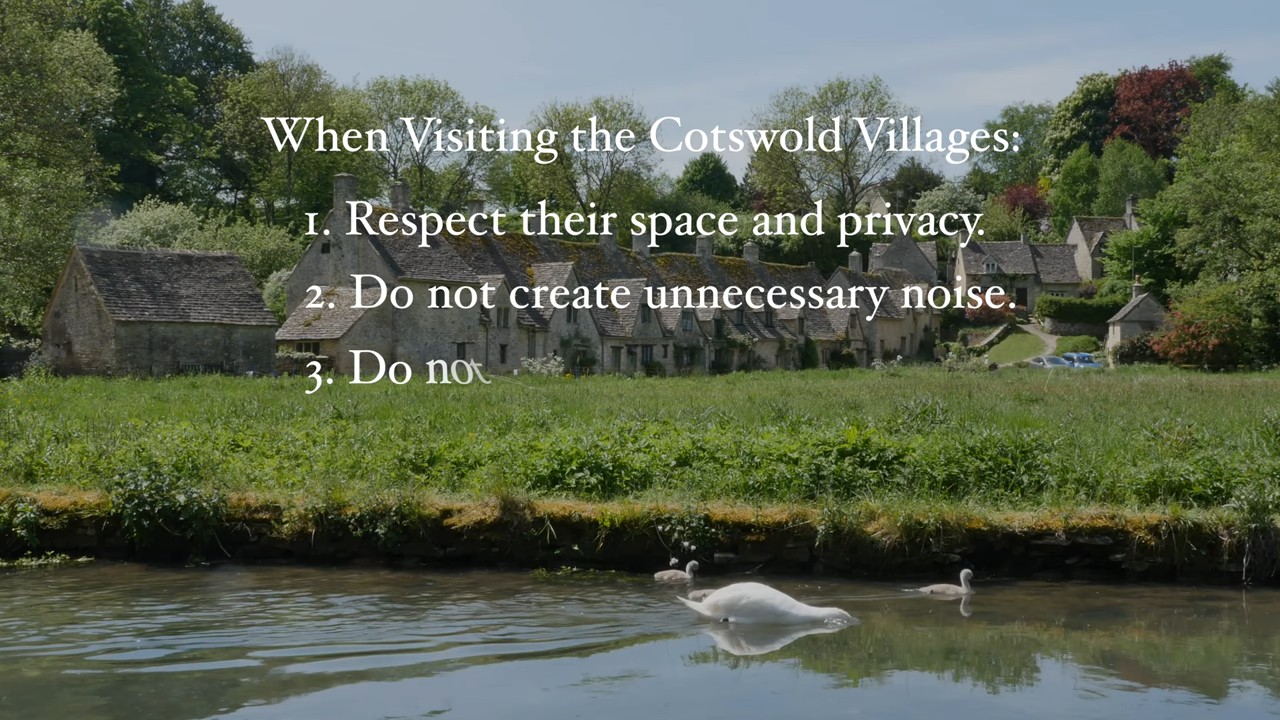 When Visiting the Cotswold Villages:
1. Respect their space and privacy.
2. Do not create unnecessary noise.
3. Do not